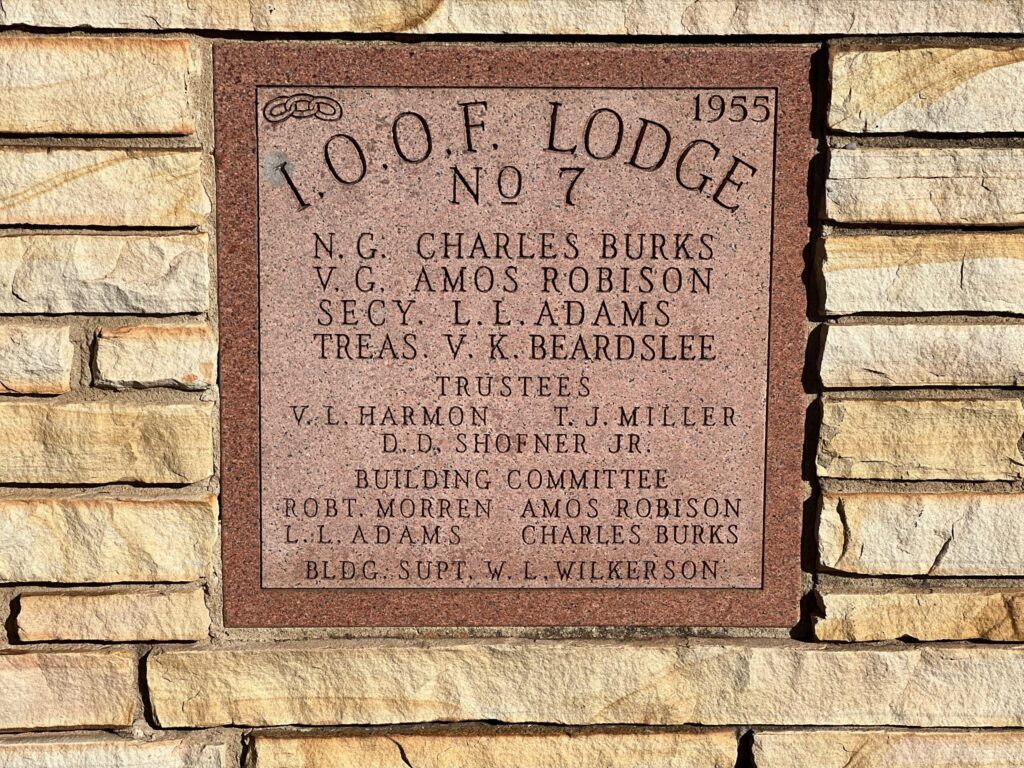 1955
I.O.O.F. LODGE
No 7
N.G. CHARLES BURKS
V.G. AMOS ROBISON
SECY. L.L. ADAMS
TREAS. V.K. BEARDSLEE
TRUSTEES
V.L. HARMON T.J. MILLER
D.D. SHOFNER JR.
BUILDING COMMITTEE
ROBT. MORREN AMOS ROBISON
L.L. ADAMS CHARLES BURKS
BLDG. SUPT. W.L. WILKERSON